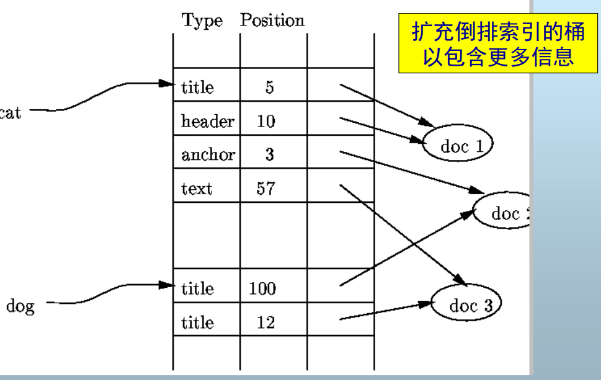 Type Position
扩充倒排索引的桶
以包含更多信息
cat
title 5
header 10
anchor 3
text 57
doc 1
doc
title 100
dog
title 12
doc 3